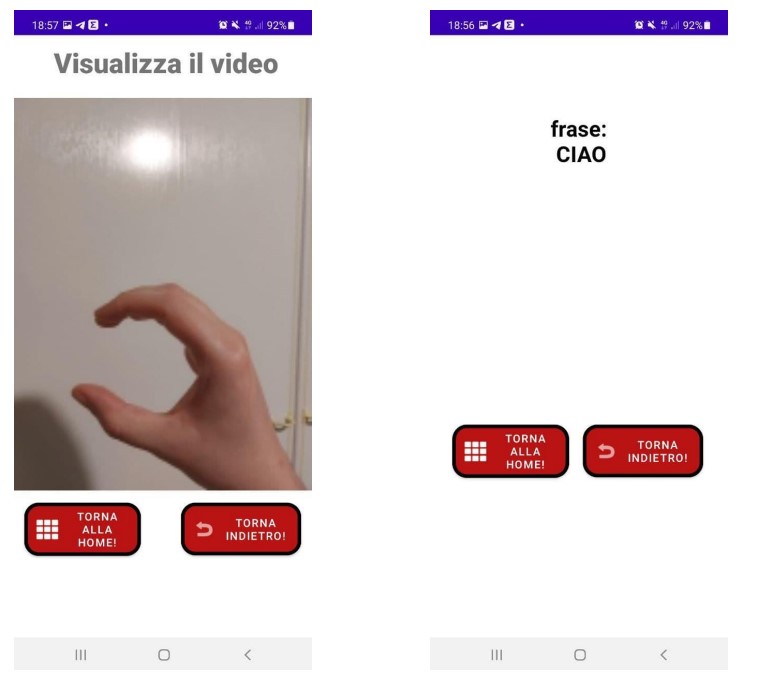 18:57 92%
Visualizza il video
TORNA
ALLA
HOME!
TORNA
INDIETRO!
18:56 92%
frase:
CIAO
TORNA
ALLA
HOME!
TORNA
INDIETRO!